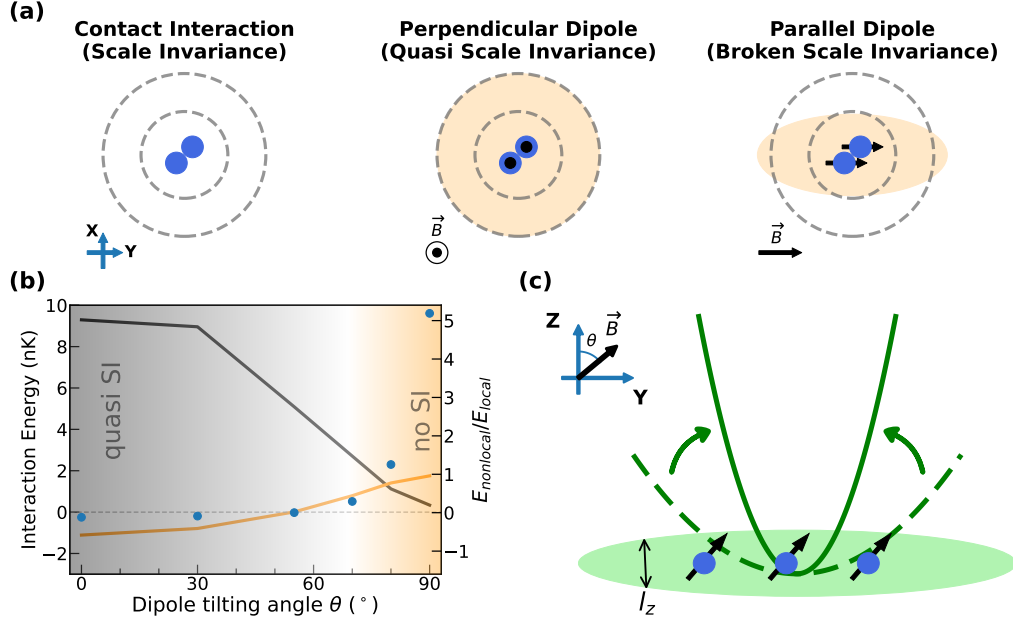 (a)
Contact Interaction
(Scale Invariance)
Perpendicular Dipole
(Quasi Scale Invariance)
Parallel Dipole
(Broken Scale Invariance)
X
Y
B⃗
B⃗
(b)
Interaction Energy (nK)
10
8
6
4
2
0
−2
quasi SI
no SI
5
4
3
2
1
0
−1
E_nonlocal/E_local
0
30
60
90
Dipole tilting angle θ (°)
(c)
Z
θ
B⃗
Y
l_z